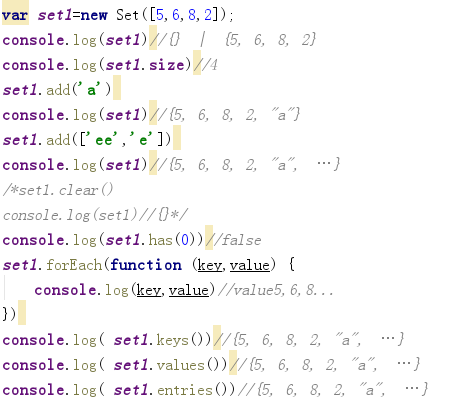 var set1=new Set([5,6,8,2]);
console.log(set1)//{} | {5, 6, 8, 2}
console.log(set1.size)//4
set1.add('a')
console.log(set1)//{5, 6, 8, 2, "a"}
set1.add(['ee','e'])
console.log(set1)//{5, 6, 8, 2, "a", …}
/*set1.clear()
console.log(set1)//{}*/
console.log(set1.has(0))//false
set1.forEach(function (key,value) {
    console.log(key,value)//value5,6,8...
})
console.log( set1.keys())//{5, 6, 8, 2, "a", …}
console.log( set1.values())//{5, 6, 8, 2, "a", …}
console.log( set1.entries())//{5, 6, 8, 2, "a", …}